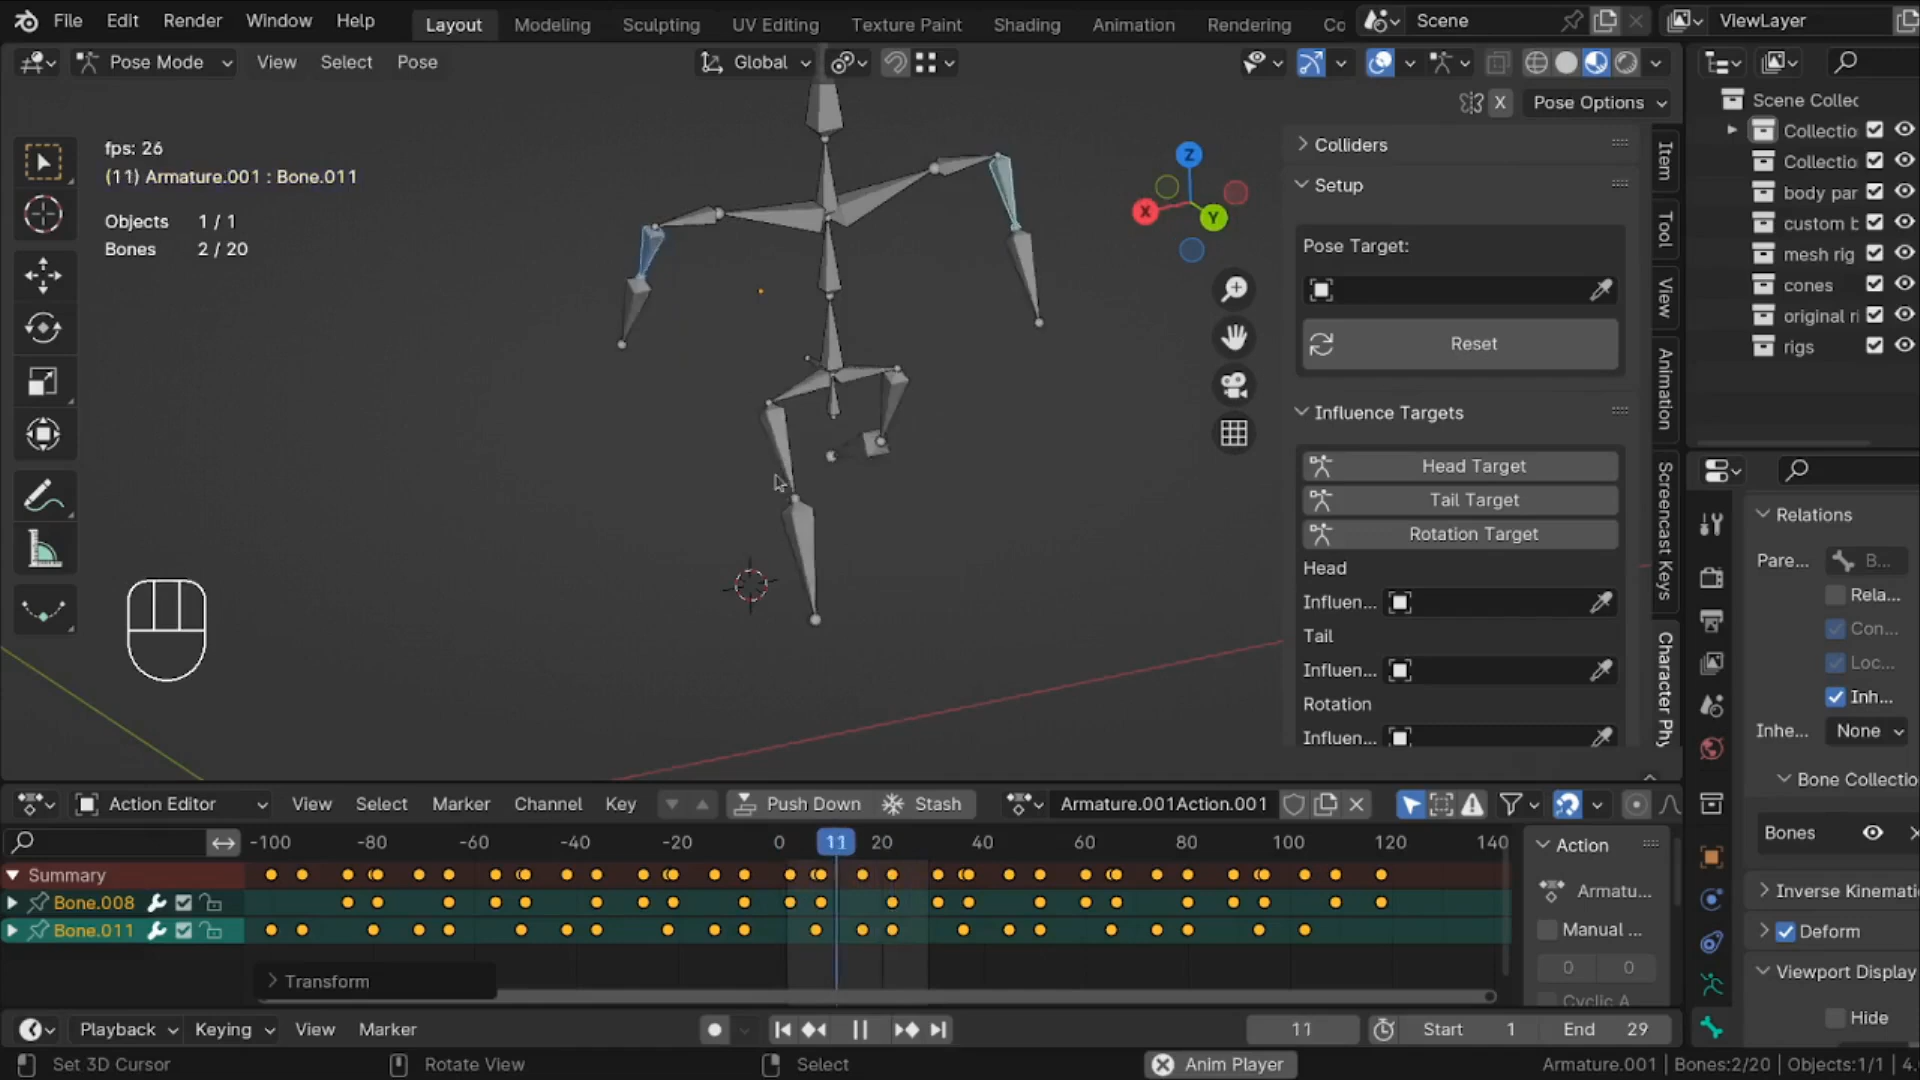 File Edit Render Window Help Layout Modeling Sculpting UV Editing Texture Paint Shading Animation Rendering Co Scene ViewLayer
Pose Mode View Select Pose Global
X Pose Options
fps: 26
(11) Armature.001 : Bone.011
Objects 1 / 1
Bones 2 / 20
Z
X
Y
Colliders
Setup
Pose Target:
Reset
Influence Targets
Head Target
Tail Target
Rotation Target
Head
Influen...
Tail
Influen...
Rotation
Influen...
Item
Tool
View
Animation
Screencast Keys
Character Phy
Scene Collec
Collectio
Collectio
body par
custom b
mesh rig
cones
original ri
rigs
Relations
Pare... B...
Rela...
Con...
Loc...
Inh...
Inhe... None
Bone Collectio
Bones
Inverse Kinemati
Deform
Viewport Display
Hide
Action Editor View Select Marker Channel Key Push Down Stash Armature.001Action.001
-100 -80 -60 -40 -20 0 11 20 40 60 80 100 120 140
Summary
Bone.008
Bone.011
Transform
Action
Armatu...
Manual ...
0 0
Cyclic A
Playback Keying View Marker 11 Start 1 End 29
Set 3D Cursor Rotate View Select Anim Player Armature.001 | Bones:2/20 | Objects:1/1 | 4.